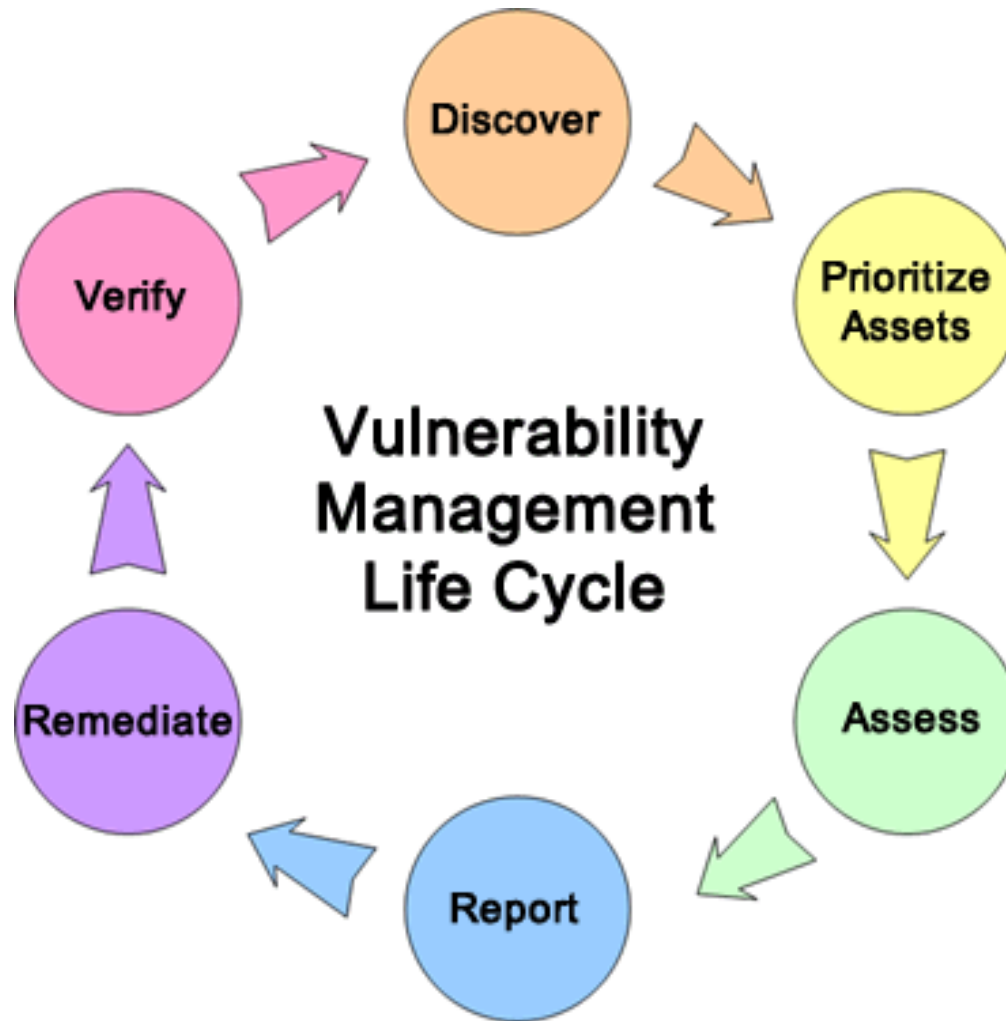 Discover
Prioritize
Assets
Assess
Report
Remediate
Verify
Vulnerability
Management
Life Cycle